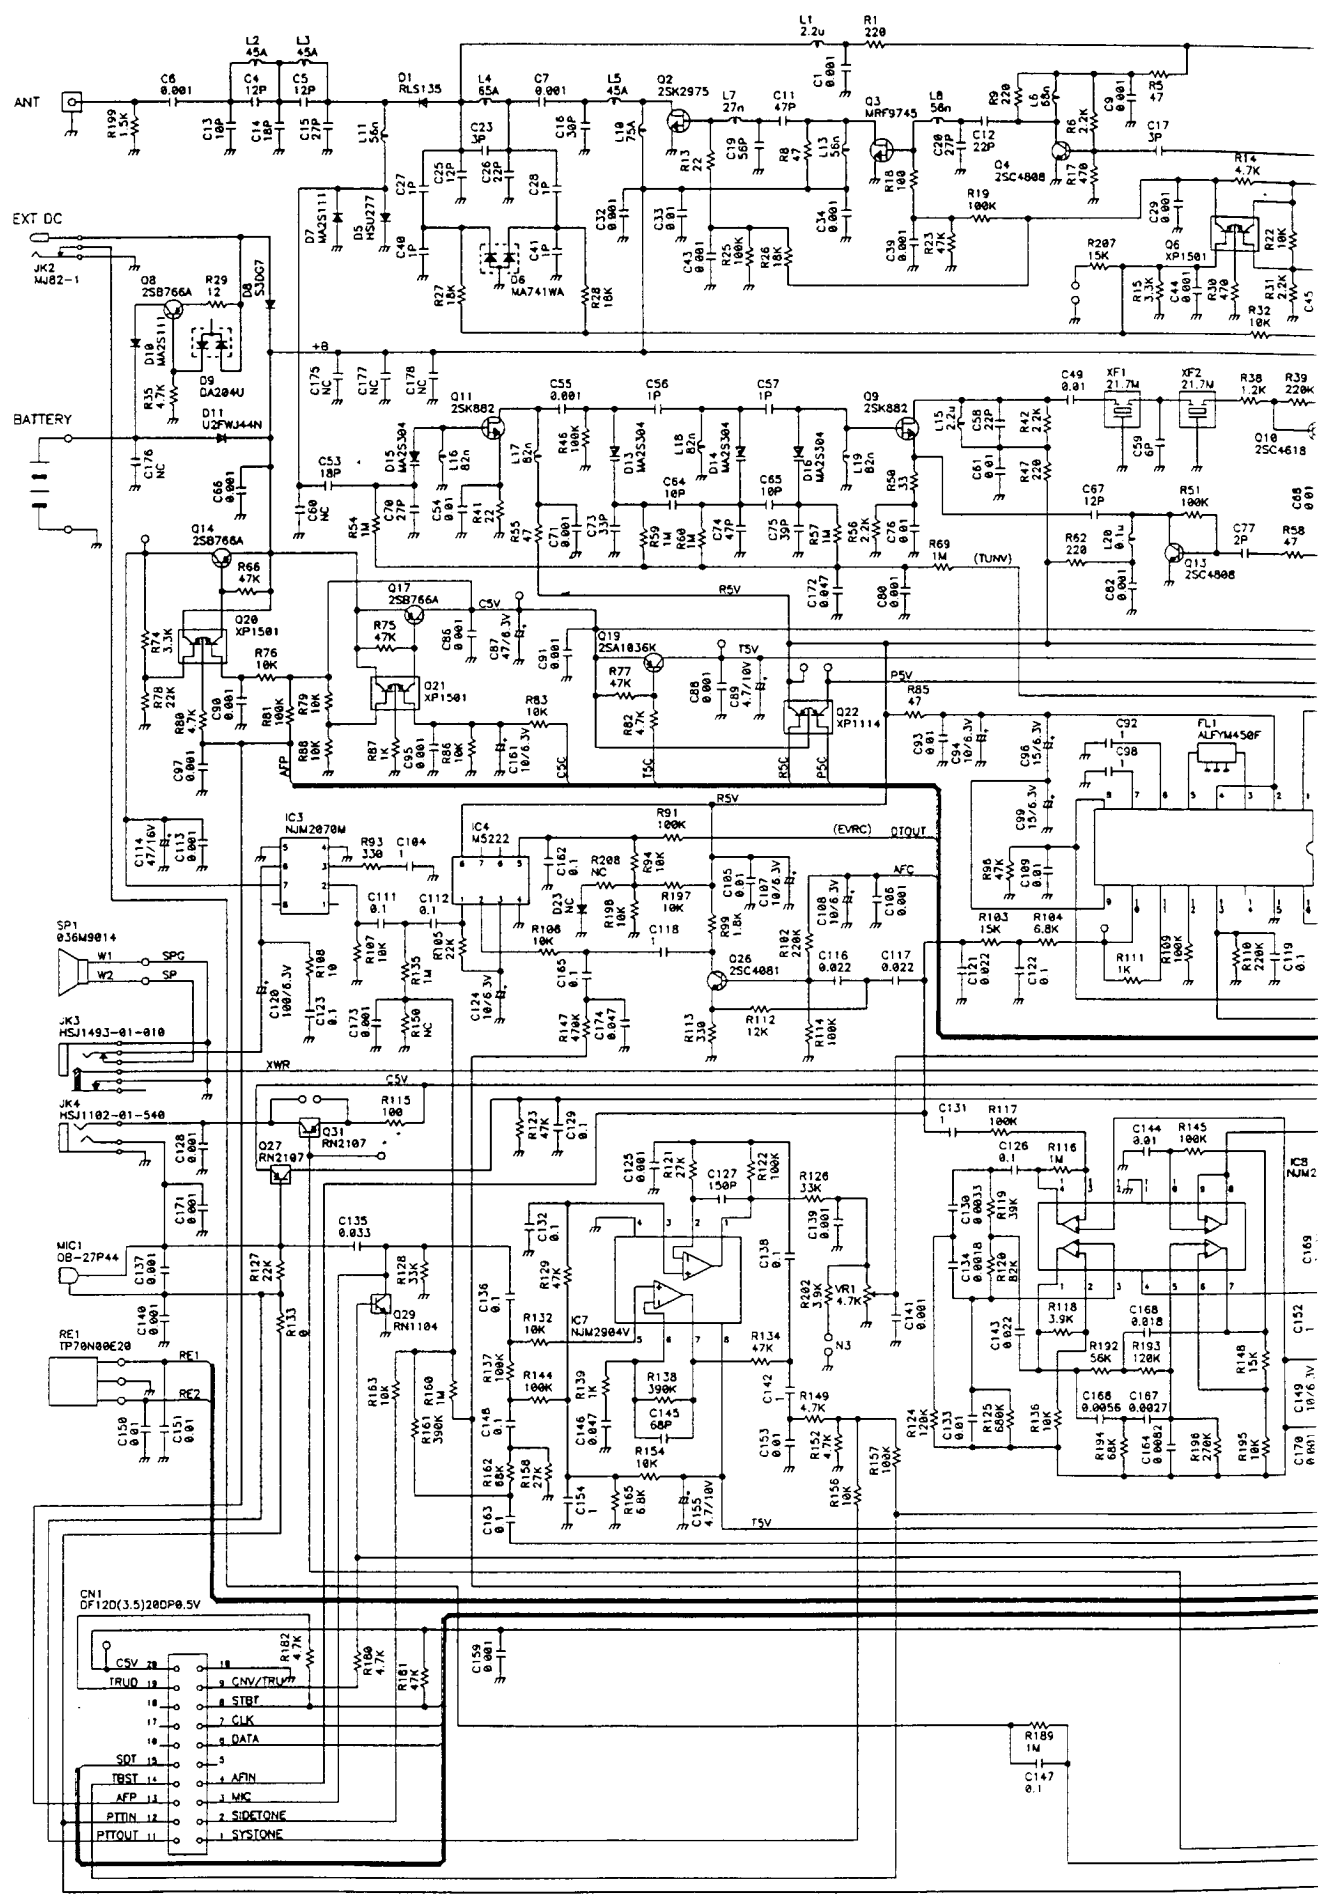 L1
2.2u
R1
220
L2
45A
L3
45A
C6
0.001
C4
12P
C5
12P
D1
RLS135
L4
65A
C7
0.001
L5
45A
Q2
2SK2975
L7
27n
C11
47P
Q3
MRF9745
L8
56n
R9
220
L6
68n
C9
0.001
R5
47
ANT
R199
1.5K
C13
10P
C14
18P
C15
27P
L11
56n
C23
3P
C16
30P
L10
75A
C1
0.001
C12
22P
R6
2.2K
C17
3P
C27
1P
C25
12P
C26
22P
C28
1P
R13
22
C19
56P
R8
47
L13
56n
R18
100
C20
27P
Q4
2SC4808
R17
470
R14
4.7K
EXT DC
JK2
MJ82-1
D7
MA2S111
D5
HSU277
C40
1P
C41
1P
D6
MA741WA
R27
18K
R28
18K
C32
0.001
C33
0.01
C43
0.001
R25
100K
R26
18K
C34
0.001
R19
100K
C39
0.001
R23
47K
C29
0.001
R207
15K
Q6
XP1501
R22
10K
R15
3.3K
C44
0.001
R30
470
R31
2.2K
C45
R32
10K
Q8
2SB766A
R29
12
D8
S3DG7
D10
MA2S111
R35
4.7K
D9
DA204U
D11
U2FWJ44N
+B
C175
NC
C177
NC
C178
NC
BATTERY
C176
NC
C66
0.001
Q11
2SK882
C55
0.001
C56
1P
C57
1P
Q9
2SK882
C49
0.01
XF1
21.7M
XF2
21.7M
R38
1.2K
R39
220K
D15
MA2S304
L16
82n
L17
82n
R46
100K
D13
MA2S304
L18
82n
D14
MA2S304
D16
MA2S304
L19
82n
L15
2.2u
C58
22P
R42
2.2K
C59
6P
Q10
2SC4618
C53
18P
C60
NC
R54
1M
C70
27P
C54
0.01
R41
22
R55
47
C71
0.001
C73
33P
C64
10P
R59
1M
R60
1M
C74
47P
C65
10P
C75
39P
R57
1M
R56
2.2K
R50
33
C76
0.01
C61
0.01
R47
220
C67
12P
R51
100K
C68
0.01
R62
220
L20
0.1u
C82
0.001
Q13
2SC4808
C77
2P
R58
47
Q14
2SB766A
R66
47K
Q17
2SB766A
C172
0.047
C80
0.001
R69
1M
(TUNV)
R5V
Q20
XP1501
R74
3.3K
R76
10K
R75
47K
C5V
C86
0.001
C87
47/6.3V
C91
0.001
Q19
2SA1036K
R77
47K
T5V
C88
0.001
C89
4.7/10V
P5V
R78
22K
R80
4.7K
C90
0.001
R81
100K
R79
10K
Q21
XP1501
R83
10K
R82
4.7K
Q22
XP1114
R85
47
C97
0.001
AFP
R88
10K
R87
1K
C95
0.001
R86
10K
C161
10/6.3V
C5C
T5C
R5C
P5C
C93
0.01
C94
10/6.3V
C96
15/6.3V
C92
1
C98
1
FL1
ALFYM450F
C99
15/6.3V
R5V
C114
47/16V
C113
0.001
IC3
NJM2070M
R93
330
C104
1
IC4
M5222
C162
0.1
R91
100K
R94
10K
(EVRC)
DTOUT
R208
NC
C105
0.01
C107
10/6.3V
AFC
R98
47K
C109
0.01
C111
0.1
C112
0.1
D23
NC
R198
10K
R197
10K
R99
1.8K
R102
220K
C108
10/6.3V
C106
0.001
R103
15K
R104
6.8K
R107
10K
R135
1M
R105
22K
R106
10K
C118
1
Q26
2SC4081
C116
0.022
C117
0.022
C121
0.022
C122
0.1
R111
1K
R109
100K
R110
220K
C119
0.1
SP1
036M9014
W1
SPG
W2
SP
C120
100/6.3V
R108
10
C123
0.1
C173
0.001
R150
NC
C124
10/6.3V
C165
0.1
R147
470K
C174
0.047
R113
330
R112
12K
R114
100K
JK3
HSJ1493-01-010
XWR
C5V
JK4
HSJ1102-01-540
R115
100
Q31
RN2107
Q27
RN2107
C128
0.001
C171
0.001
R123
47K
C129
0.1
C131
1
R117
100K
C125
0.001
R121
27K
C127
150P
R122
100K
R126
33K
C139
0.001
C126
0.1
R116
1M
C144
0.01
R145
100K
IC8
NJM2
C130
0.0033
R119
39K
C134
0.0018
R120
82K
MIC1
OB-27P44
C137
0.001
R127
22K
C135
0.033
R128
33K
C136
0.1
C132
0.1
R129
47K
C138
0.1
R202
3.9K
VR1
4.7K
N3
C141
0.001
C169
C140
0.001
R133
0
Q29
RN1104
R132
10K
IC7
NJM2904V
R134
47K
C143
0.022
R118
3.9K
C168
0.018
R192
56K
R193
120K
R148
15K
C152
1
RE1
TP70N00E20
RE1
RE2
C150
0.01
C151
0.01
R163
10K
R160
1M
R161
390K
R137
100K
R144
100K
R139
1K
R138
390K
C145
68P
C142
1
R149
4.7K
C148
0.1
C146
0.047
C153
0.01
R152
4.7K
R157
100K
R124
120K
C133
0.01
R125
680K
R136
10K
C166
0.0056
C167
0.0027
R194
68K
C164
0.0082
R196
270K
R195
10K
C149
10/6.3V
C170
0.001
R162
68K
R158
27K
C163
0.1
C154
1
R165
6.8K
R154
10K
C155
4.7/10V
R156
10K
T5V
CN1
DF12D(3.5)20DP0.5V
R182
4.7K
R180
4.7K
R181
47K
C159
0.001
C5V 20
TRUD 19
18
17
16
SDT 15
TBST 14
AFP 13
PTTIN 12
PTTOUT 11
10
9 CNV/TRU
8 STBT
7 CLK
6 DATA
5
4 AFIN
3 MIC
2 SIDETONE
1 SYSTONE
R189
1M
C147
0.1